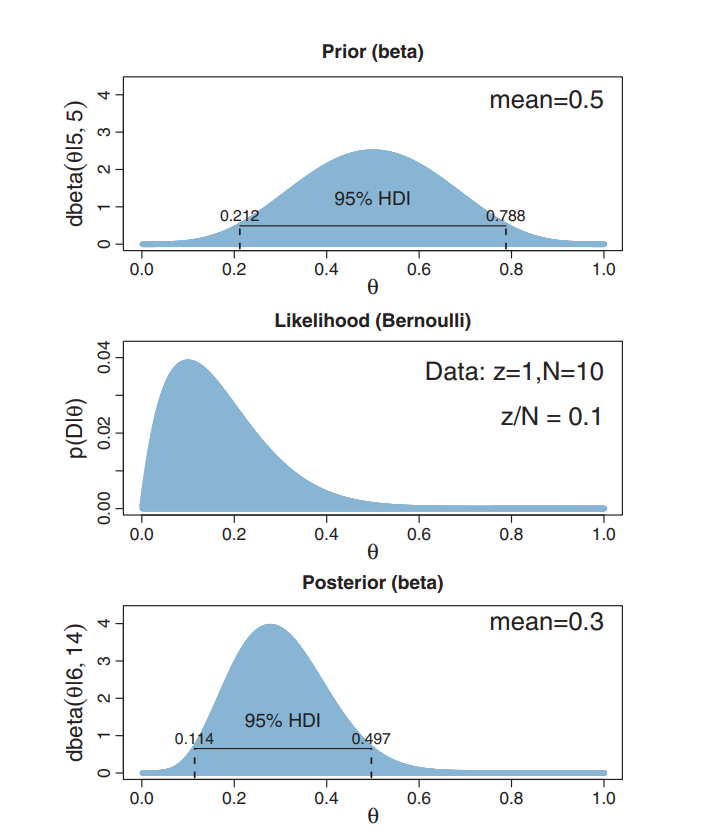 Prior (beta)
dbeta(θ|5, 5)
4
3
2
1
0
mean=0.5
95% HDI
0.212
0.788
0.0
0.2
0.4
0.6
0.8
1.0
θ
Likelihood (Bernoulli)
p(D|θ)
0.04
0.02
0.00
Data: z=1,N=10
z/N = 0.1
0.0
0.2
0.4
0.6
0.8
1.0
θ
Posterior (beta)
dbeta(θ|6, 14)
4
3
2
1
0
mean=0.3
95% HDI
0.114
0.497
0.0
0.2
0.4
0.6
0.8
1.0
θ